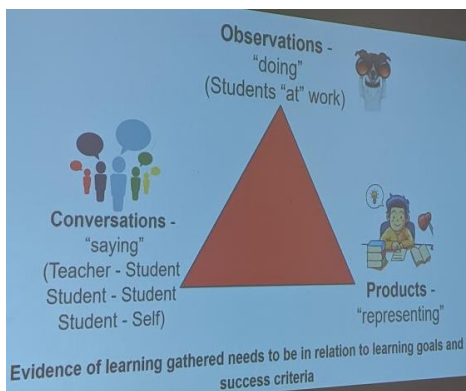 Observations -
"doing"
(Students "at" work)
Conversations -
"saying"
(Teacher - Student
Student - Student
Student - Self)
Products -
"representing"
Evidence of learning gathered needs to be in relation to learning goals and
success criteria